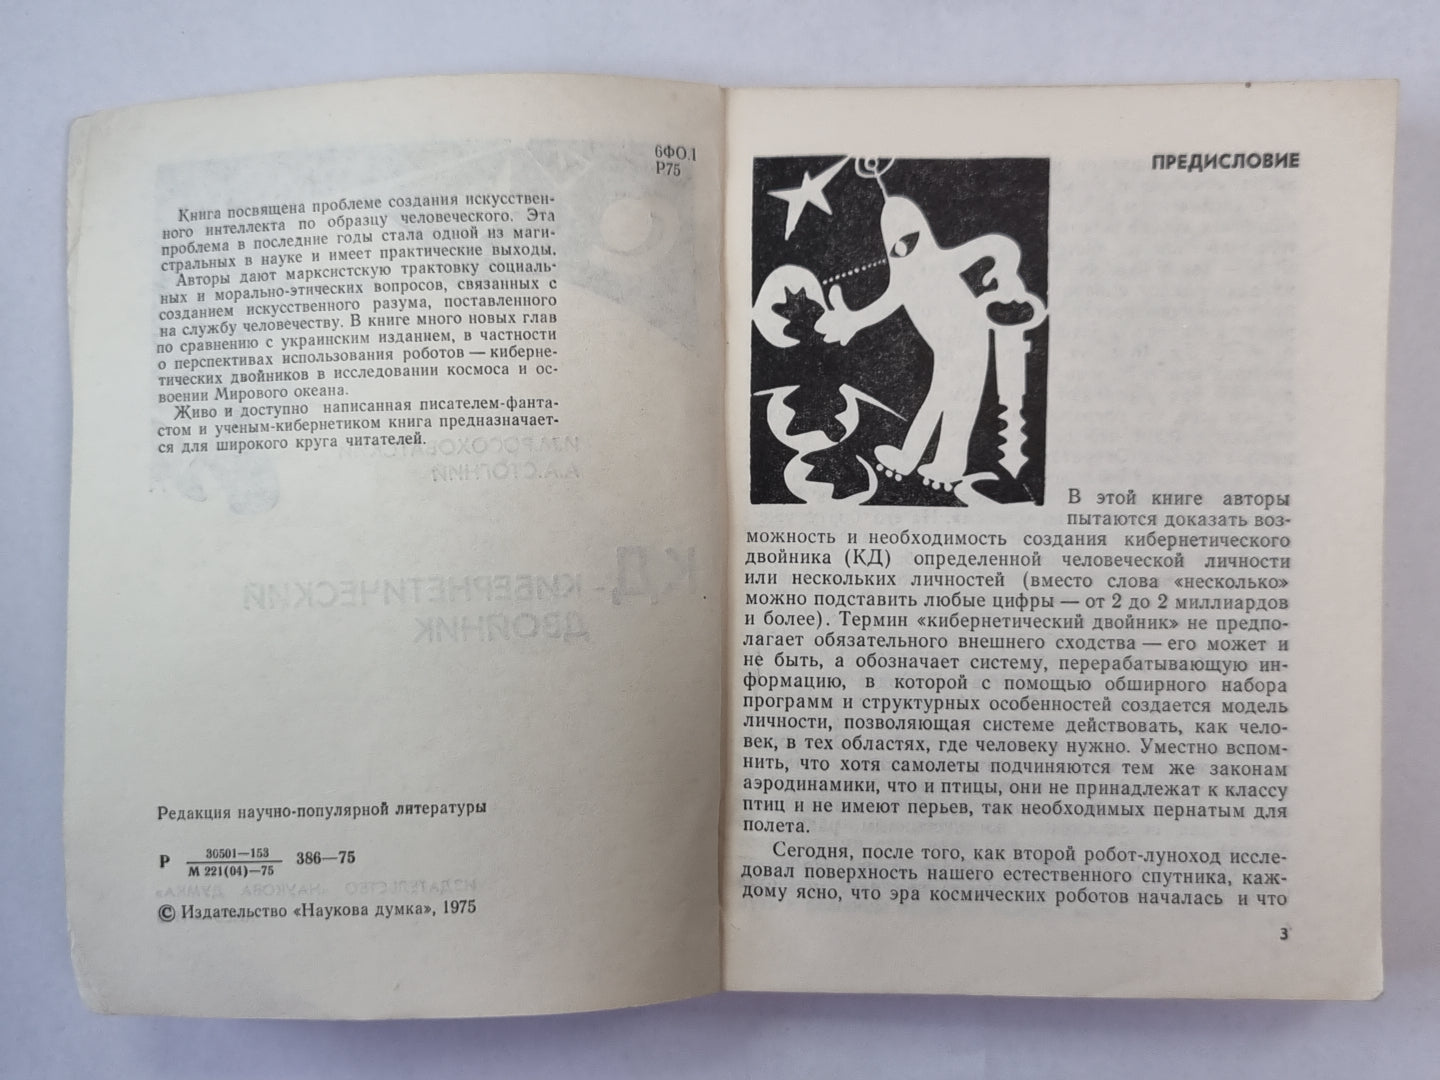 6Ф0.1
Р75
Книга посвящена проблеме создания искусствен-
ного интеллекта по образцу человеческого. Эта
проблема в последние годы стала одной из маги-
стральных в науке и имеет практические выходы.
Авторы дают марксистскую трактовку социаль-
ных и морально-этических вопросов, связанных с
созданием искусственного разума, поставленного
на службу человечеству. В книге много новых глав
по сравнению с украинским изданием, в частности
о перспективах использования роботов — киберне-
тических двойников в исследовании космоса и ос-
воении Мирового океана.
Живо и доступно написанная писателем-фанта-
стом и ученым-кибернетиком книга предназначает-
ся для широкого круга читателей.
Редакция научно-популярной литературы
Р 30501—153 386—75
М 221(04)—75
© Издательство «Наукова думка», 1975
ПРЕДИСЛОВИЕ
В этой книге авторы
пытаются доказать воз-
можность и необходимость создания кибернетического
двойника (КД) определенной человеческой личности
или нескольких личностей (вместо слова «несколько»
можно подставить любые цифры — от 2 до 2 миллиардов
и более). Термин «кибернетический двойник» не предпо-
лагает обязательного внешнего сходства — его может и
не быть, а обозначает систему, перерабатывающую ин-
формацию, в которой с помощью обширного набора
программ и структурных особенностей создается модель
личности, позволяющая системе действовать, как чело-
век, в тех областях, где человеку нужно. Уместно вспом-
нить, что хотя самолеты подчиняются тем же законам
аэродинамики, что и птицы, они не принадлежат к классу
птиц и не имеют перьев, так необходимых пернатым для
полета.
Сегодня, после того, как второй робот-луноход иссле-
довал поверхность нашего естественного спутника, каж-
дому ясно, что эра космических роботов началась и что
3